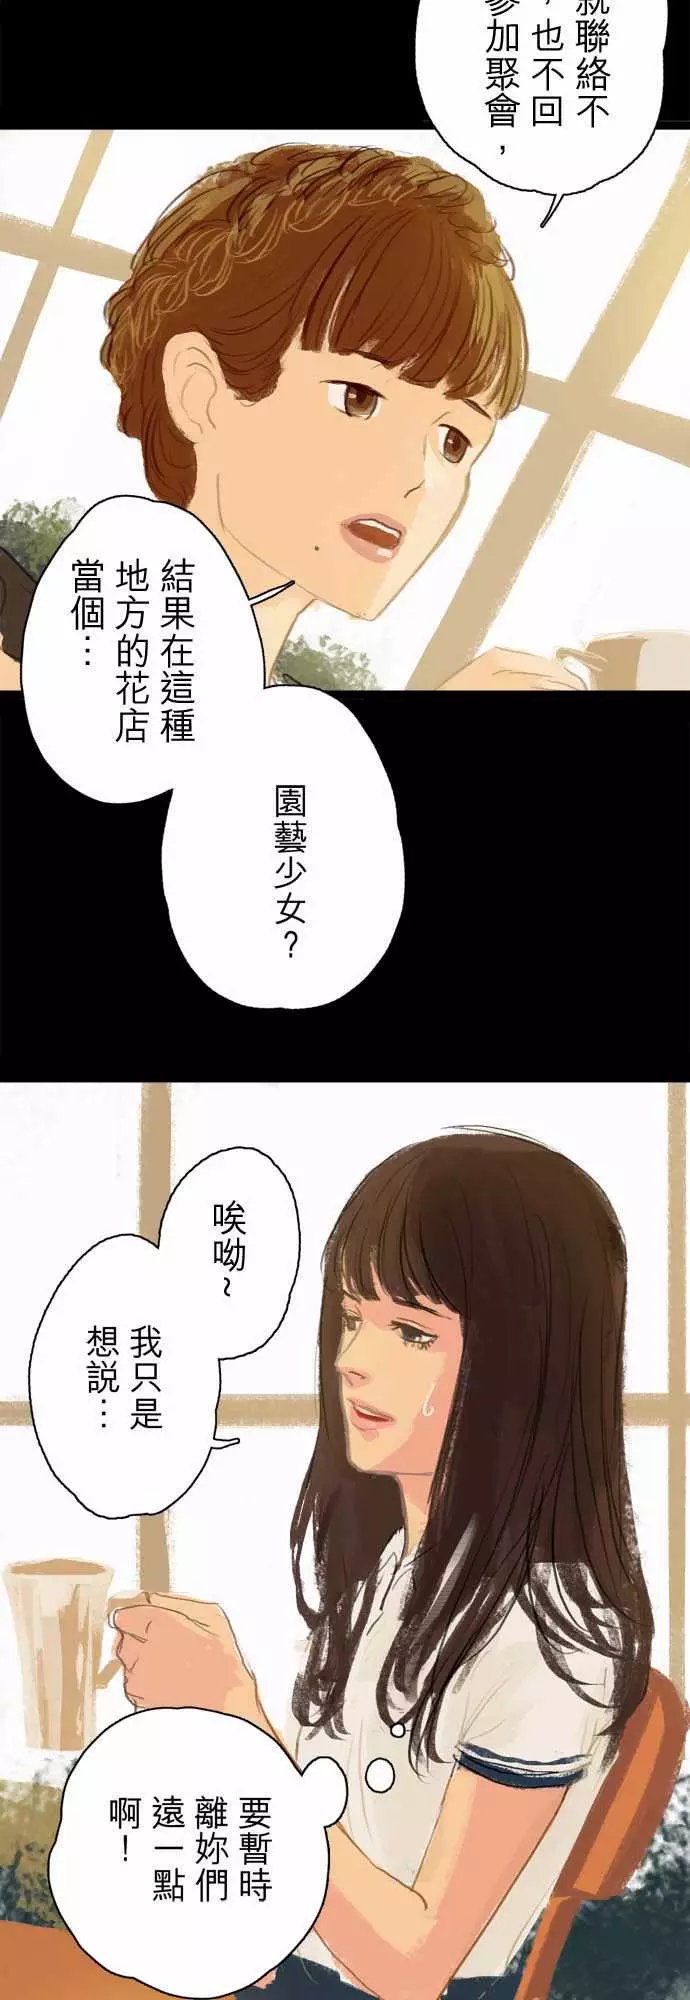 就聯絡不
，也不回
參加聚會，
結果在這種
地方的花店
當個…
園藝少女？
唉呦~
我只是
想說…
要暫時
離妳們
遠一點
啊！